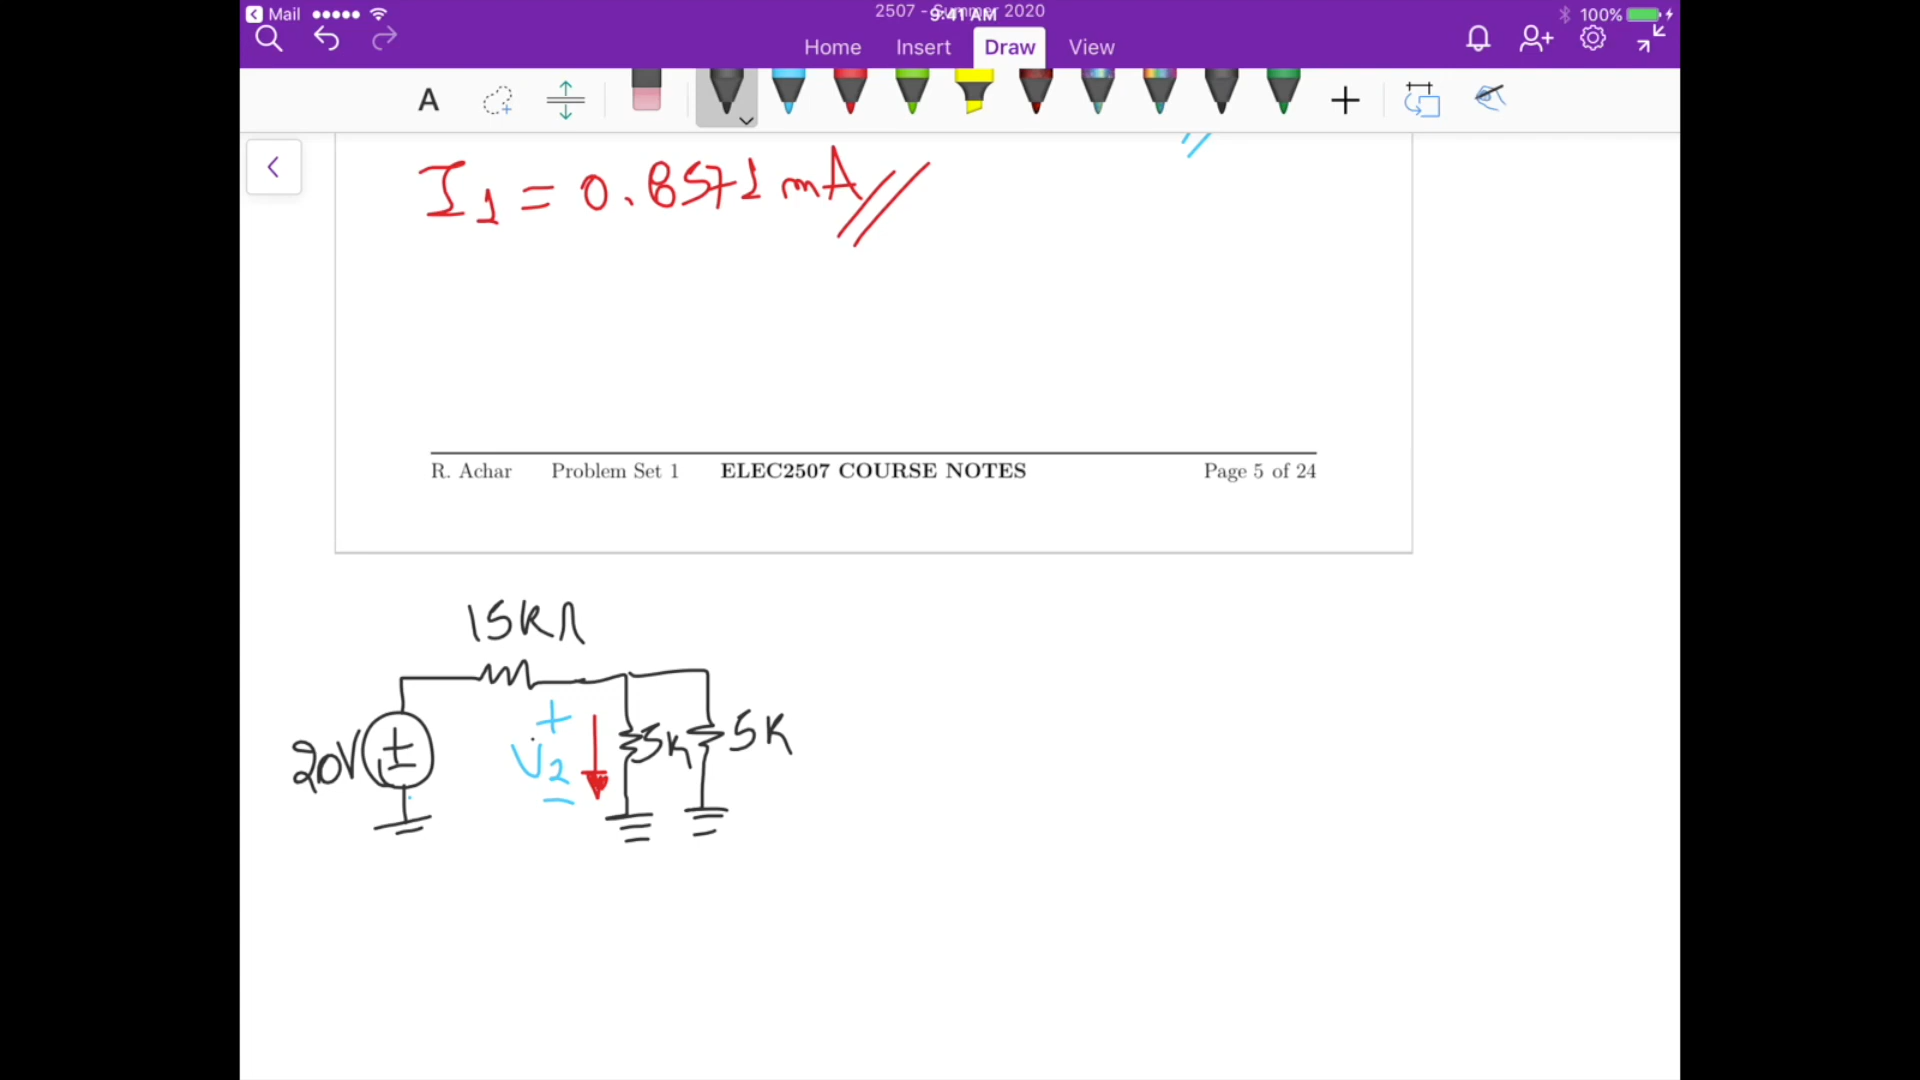 Mail
100%
2507 - Summer 2020
9:41 AM
Home Insert Draw View
A
I1 = 0.8571 mA
R. Achar Problem Set 1 ELEC2507 COURSE NOTES Page 5 of 24
15KΩ
+
20V ± V2 5K 5K